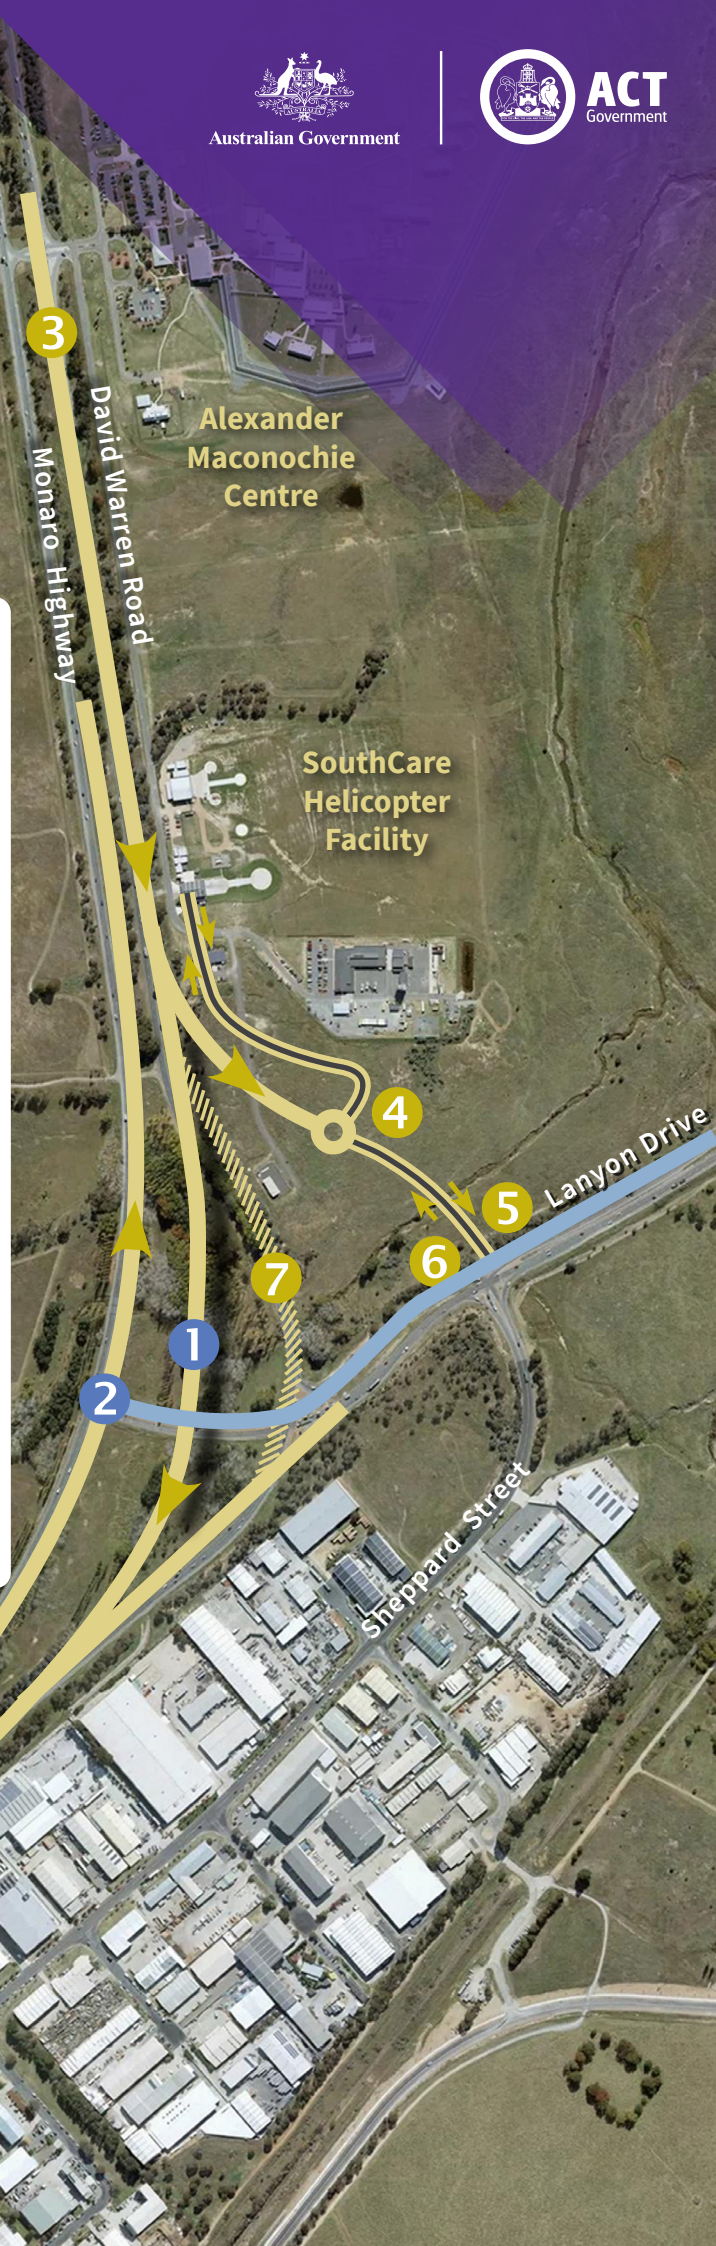 Australian Government
ACT
Government
3
David Warren Road
Monaro Highway
Alexander
Maconochie
Centre
SouthCare
Helicopter
Facility
4
Lanyon Drive
5
6
7
1
2
Sheppard Street